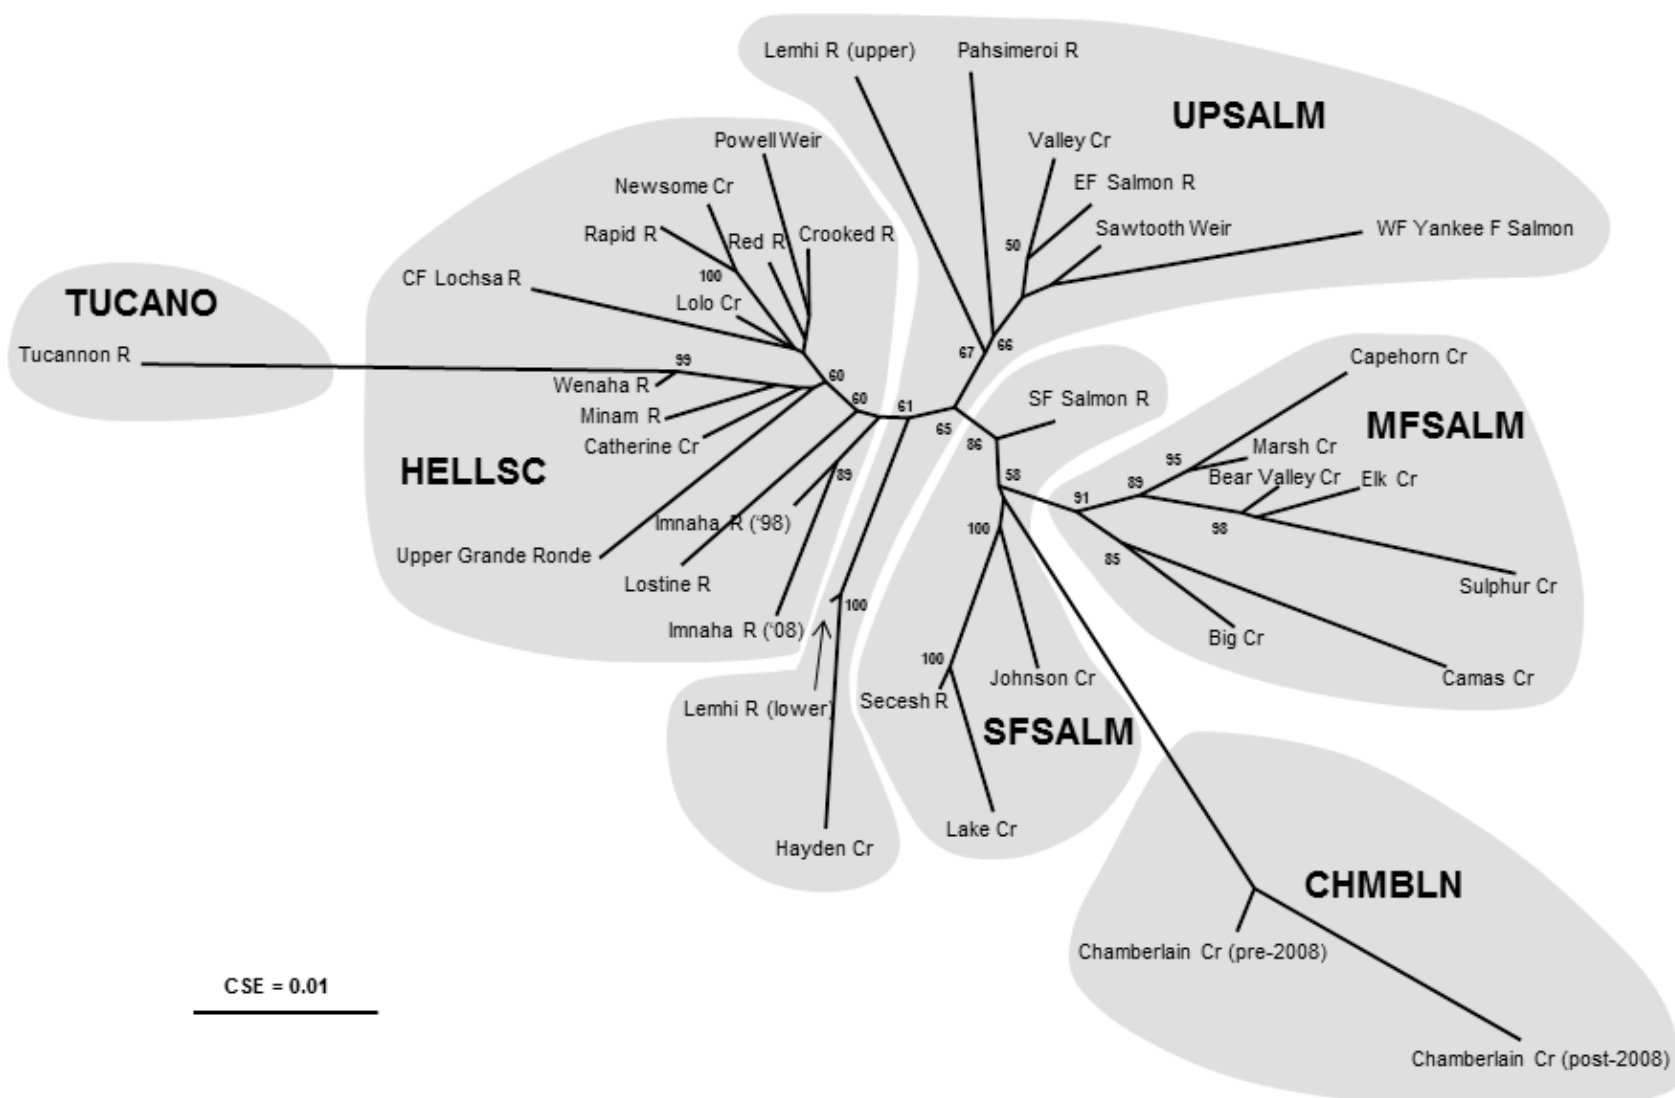 Lemhi R (upper)
Pahsimeroi R
UPSALM
Valley Cr
EF Salmon R
Sawtooth Weir
WF Yankee F Salmon
50
67
66
Powell Weir
Newsome Cr
Rapid R
Red R
Crooked R
100
CF Lochsa R
Lolo Cr
TUCANO
Tucannon R
99
Wenaha R
Minam R
Catherine Cr
60
60
61
65
HELLSC
89
Imnaha R ('98)
Upper Grande Ronde
Lostine R
Imnaha R ('08)
100
Lemhi R (lower)
Hayden Cr
SF Salmon R
86
58
100
100
Secesh R
Johnson Cr
SFSALM
Lake Cr
Capehorn Cr
MFSALM
95
Marsh Cr
89
Bear Valley Cr
Elk Cr
91
98
85
Sulphur Cr
Big Cr
Camas Cr
CHMBLN
Chamberlain Cr (pre-2008)
Chamberlain Cr (post-2008)
CSE = 0.01